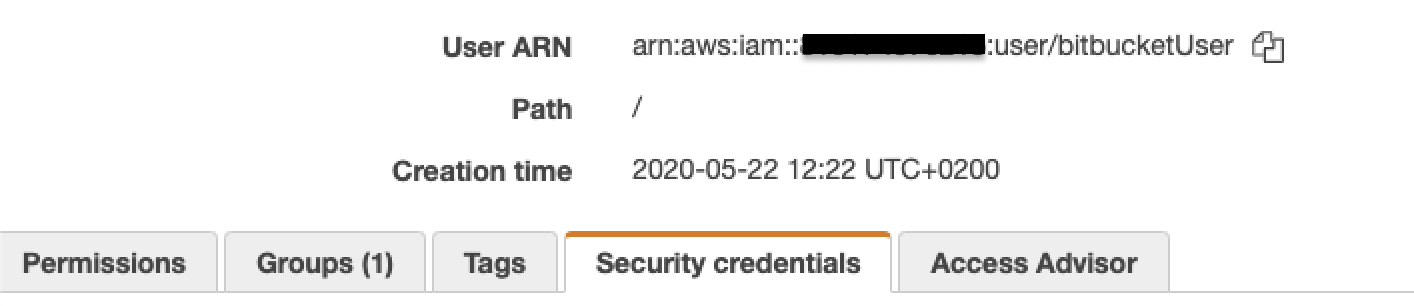 User ARN arn:aws:iam:: :user/bitbucketUser
Path /
Creation time 2020-05-22 12:22 UTC+0200
Permissions Groups (1) Tags Security credentials Access Advisor